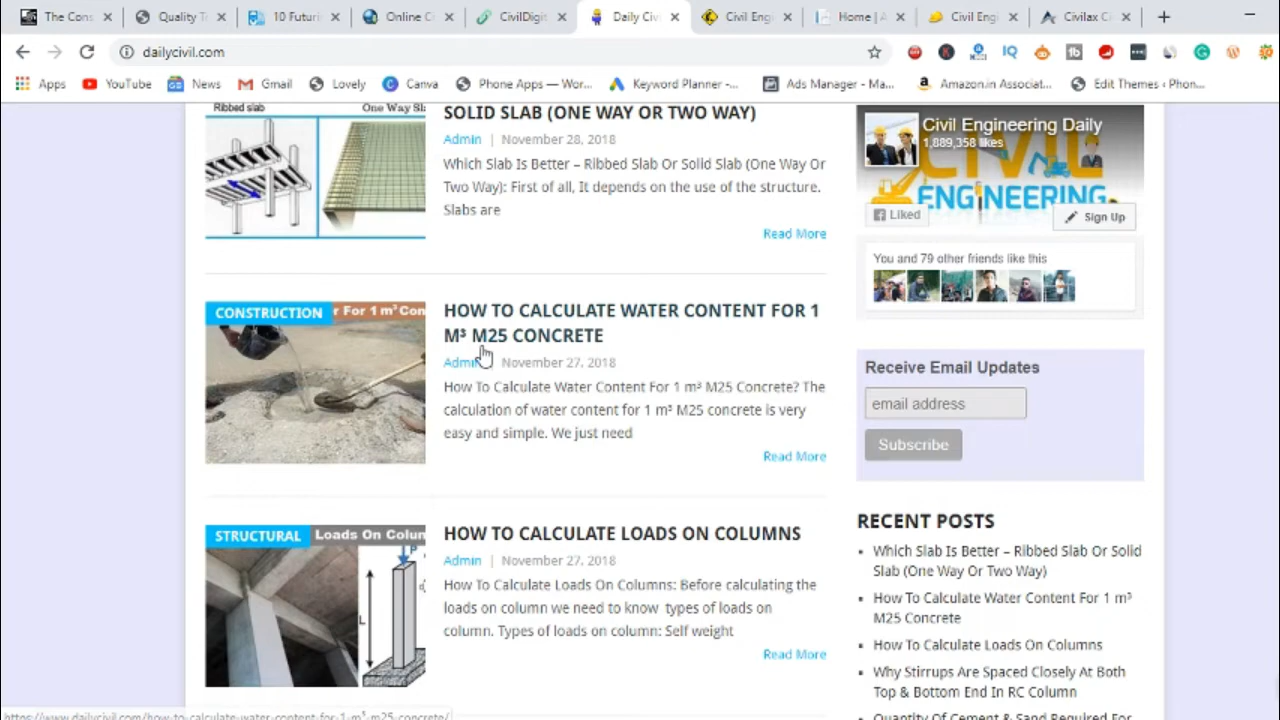 The Cons
Quality T
10 Futuri
Online C
CivilDigit
Daily Civ
Civil Eng
Home | A
Civil Engi
Civilax C
dailycivil.com
Apps
YouTube
News
Gmail
Lovely
Canva
Phone Apps — Wor...
Keyword Planner -...
Ads Manager - Ma...
Amazon.in Associat...
Edit Themes ‹ Phon...
Ribbed slab
One Way Sl
SOLID SLAB (ONE WAY OR TWO WAY)
Admin | November 28, 2018
Which Slab Is Better – Ribbed Slab Or Solid Slab (One Way Or
Two Way): First of all, It depends on the use of the structure.
Slabs are
Read More
CONSTRUCTION
r For 1 m³ Con
HOW TO CALCULATE WATER CONTENT FOR 1
M³ M25 CONCRETE
Admin | November 27, 2018
How To Calculate Water Content For 1 m³ M25 Concrete? The
calculation of water content for 1 m³ M25 concrete is very
easy and simple. We just need
Read More
STRUCTURAL
Loads On Colum
P
L
HOW TO CALCULATE LOADS ON COLUMNS
Admin | November 27, 2018
How To Calculate Loads On Columns: Before calculating the
loads on column we need to know types of loads on
column. Types of loads on column: Self weight
Read More
Civil Engineering Daily
1,889,358 likes
CIVIL
ENGINEERING
Liked
Sign Up
You and 79 other friends like this
Receive Email Updates
email address
Subscribe
RECENT POSTS
Which Slab Is Better – Ribbed Slab Or Solid
Slab (One Way Or Two Way)
How To Calculate Water Content For 1 m³
M25 Concrete
How To Calculate Loads On Columns
Why Stirrups Are Spaced Closely At Both
Top & Bottom End In RC Column
Quantity Of Cement & Sand Required For
https://www.dailycivil.com/how-to-calculate-water-content-for-1-m³-m25-concrete/